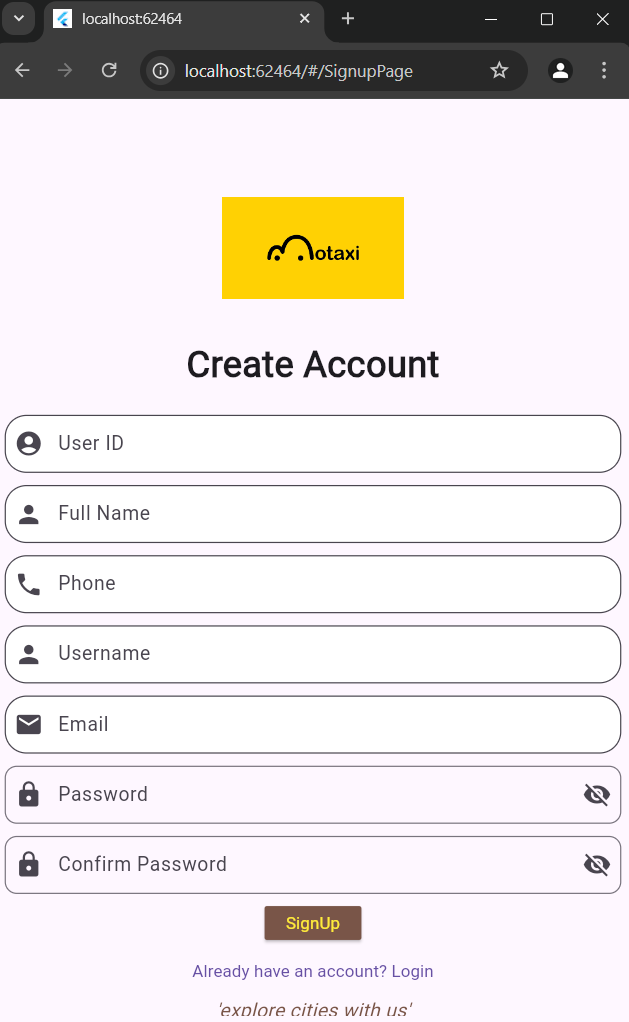 localhost:62464
localhost:62464/#/SignupPage
motaxi
Create Account
User ID
Full Name
Phone
Username
Email
Password
Confirm Password
SignUp
Already have an account? Login
'explore cities with us'